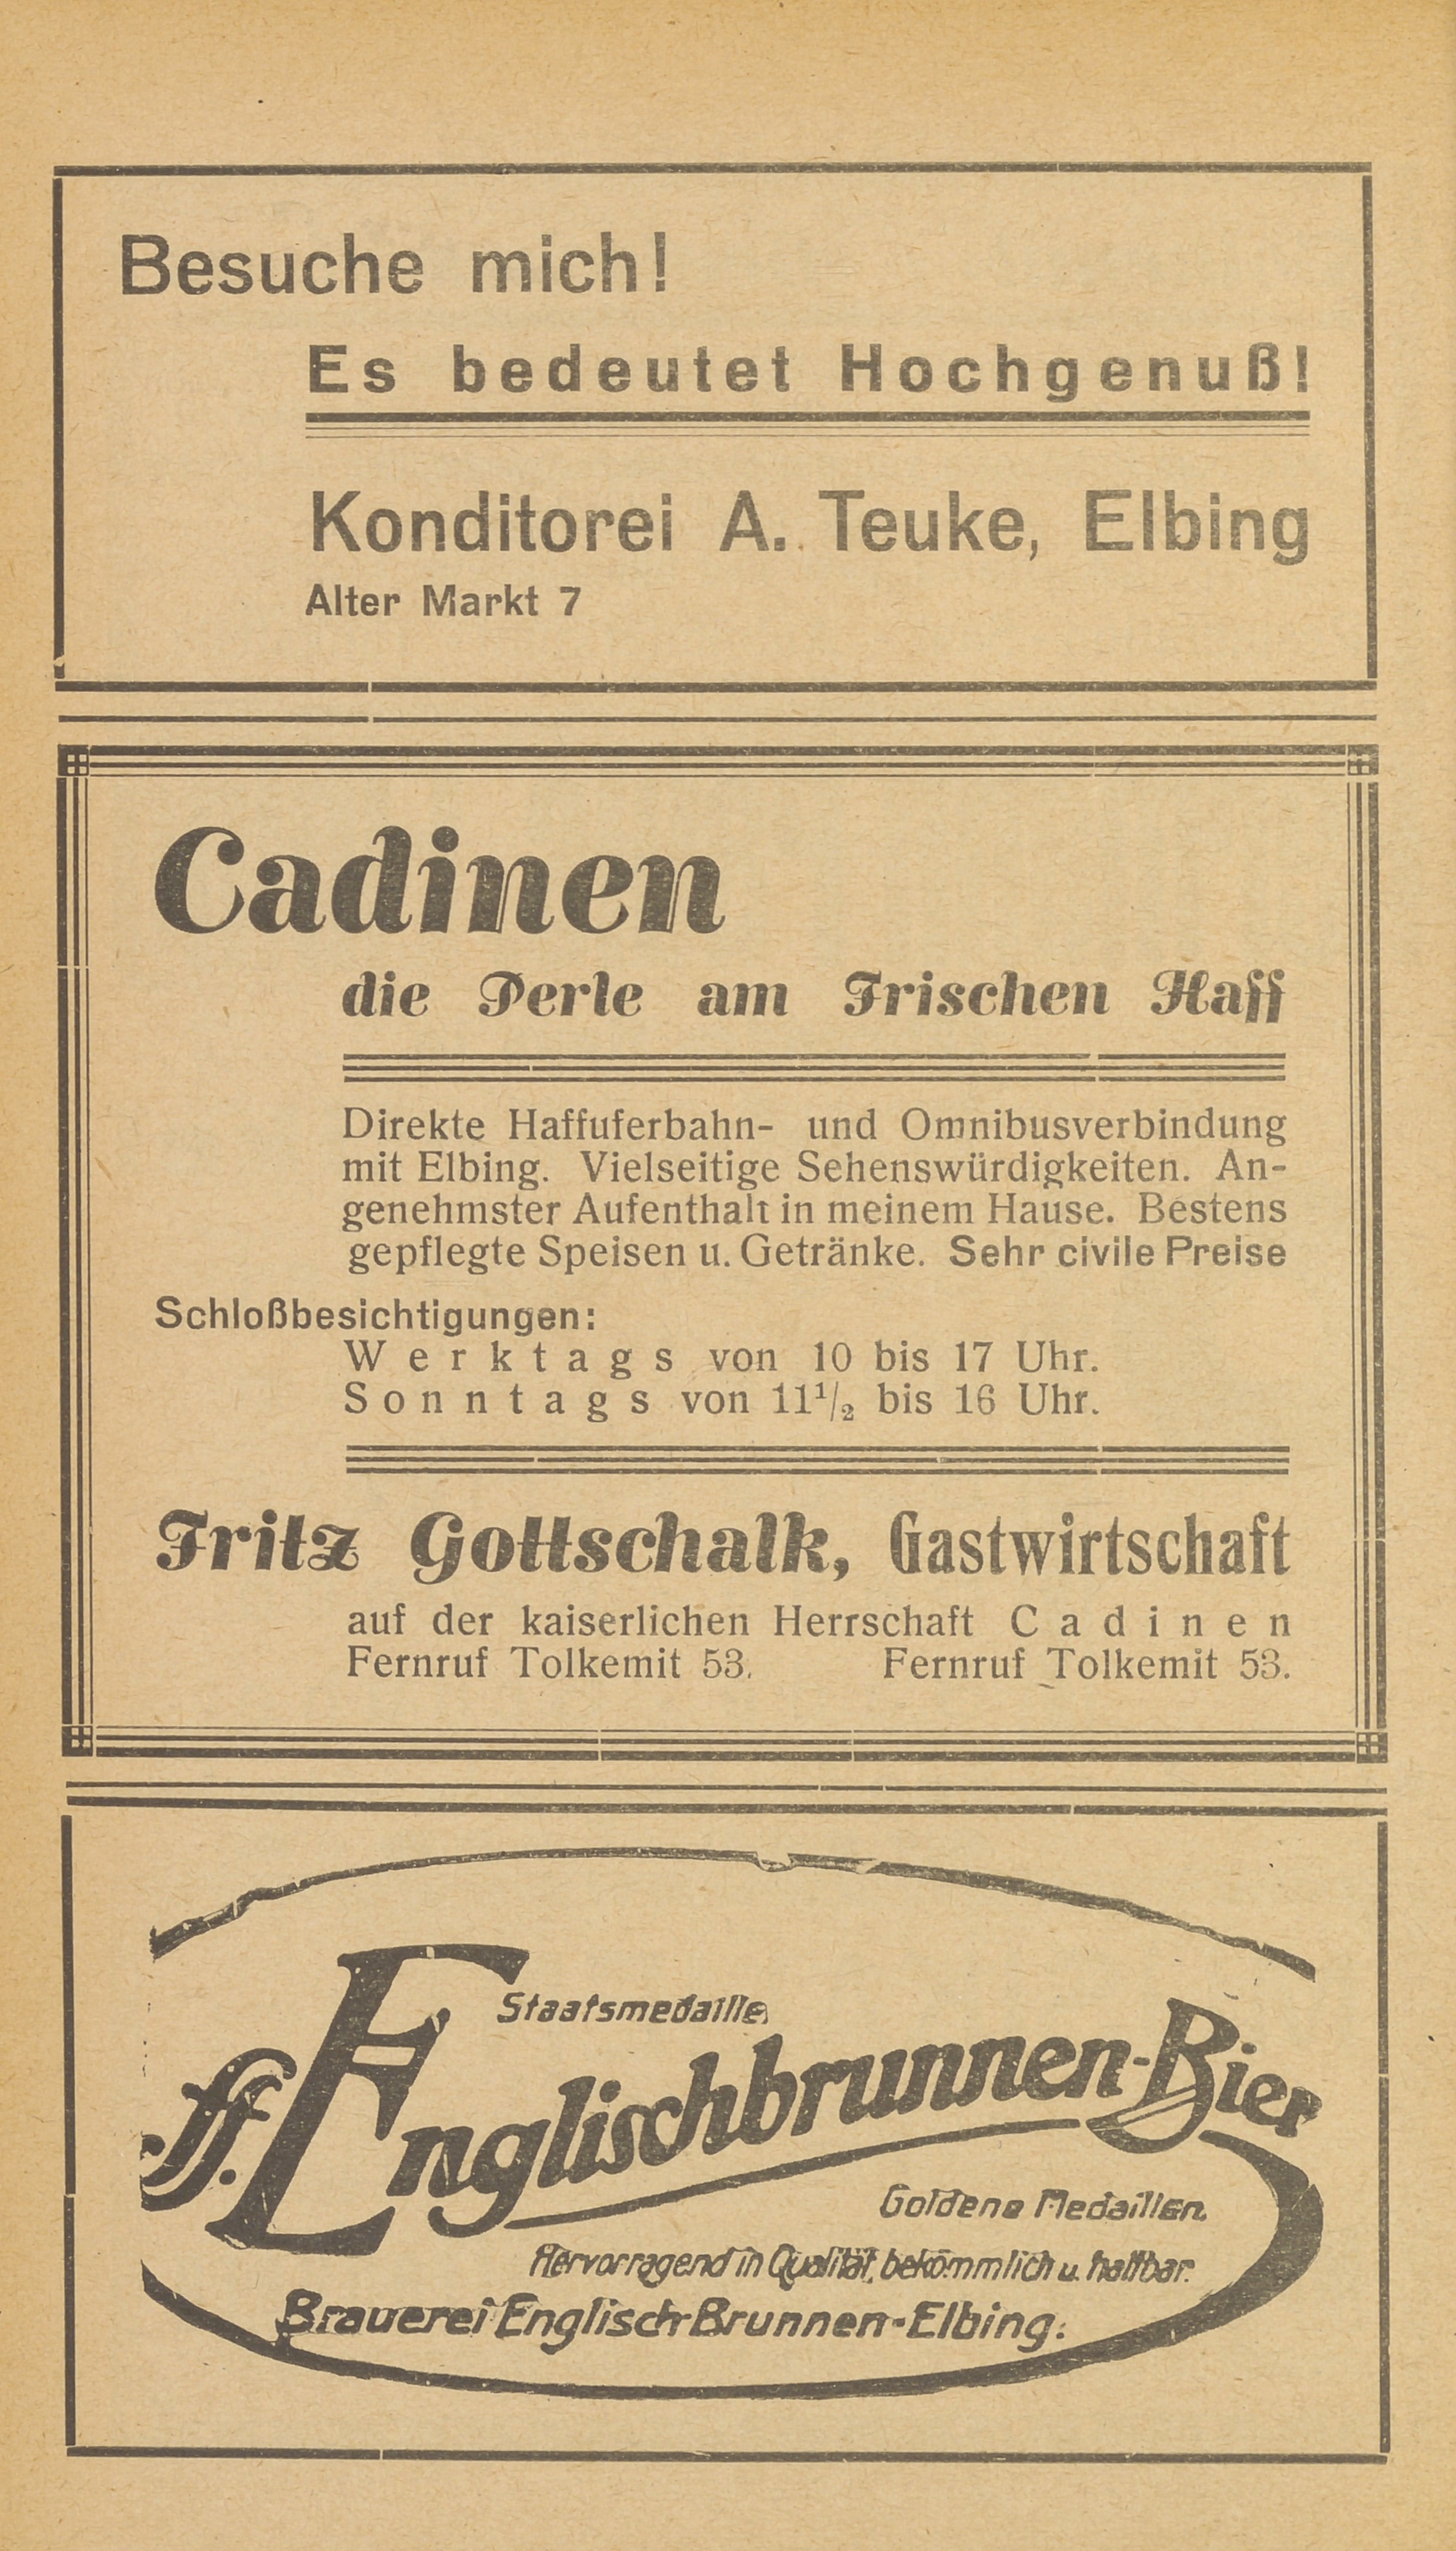 Besuche mich!
Es bedeutet Hochgenuß!
Konditorei A. Teuke, Elbing
Alter Markt 7
Cadinen
die Perle am Frischen Haff
Direkte Haffuferbahn- und Omnibusverbindung
mit Elbing. Vielseitige Sehenswürdigkeiten. An-
genehmster Aufenthalt in meinem Hause. Bestens
gepflegte Speisen u. Getränke. Sehr civile Preise
Schloßbesichtigungen:
Werktags von 10 bis 17 Uhr.
Sonntags von 11½ bis 16 Uhr.
Fritz Gottschalk, Gastwirtschaft
auf der kaiserlichen Herrschaft Cadinen
Fernruf Tolkemit 53. Fernruf Tolkemit 53.
Staatsmedaille
ff. Englischbrunnen-Bier
Goldene Medaillen.
Hervorragend in Qualität, bekömmlich u. haltbar.
Brauerei Englisch Brunnen-Elbing.